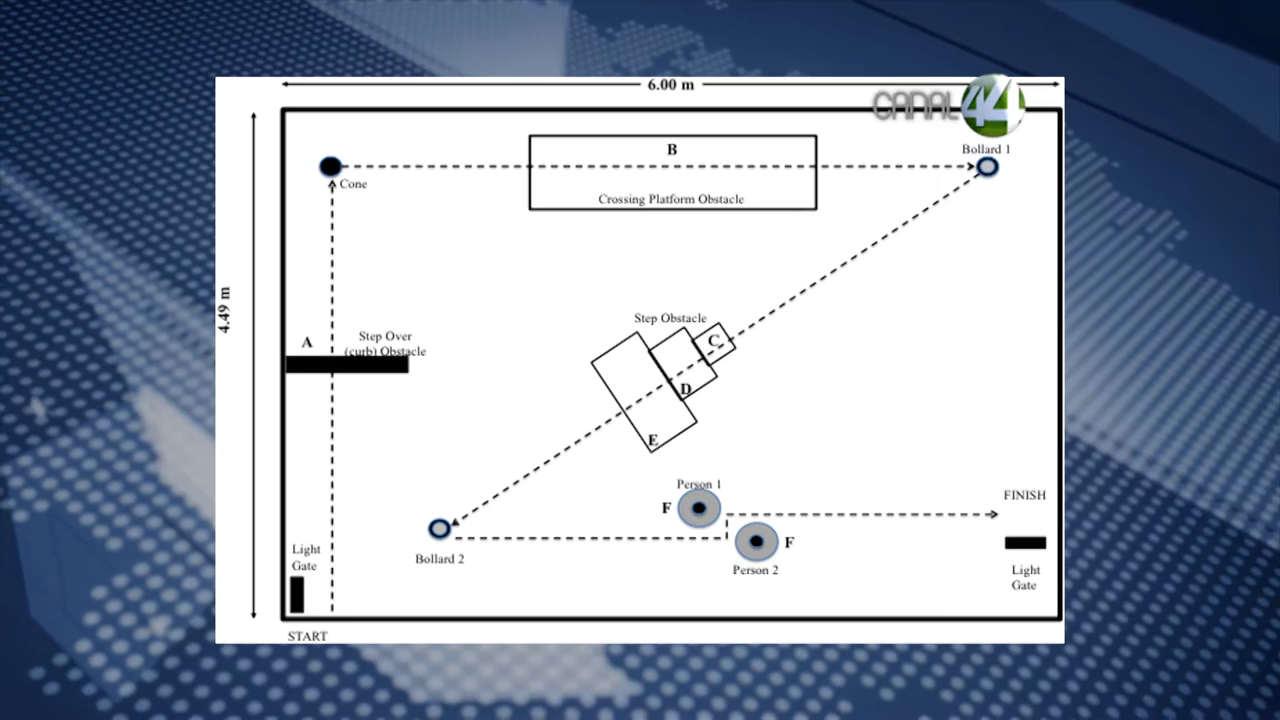 6.00 m
CANAL 44
B
Bollard 1
Cone
Crossing Platform Obstacle
4.49 m
Step Obstacle
A
Step Over
(curb) Obstacle
C
D
E
Person 1
F
FINISH
F
Bollard 2
Person 2
Light
Gate
Light
Gate
START